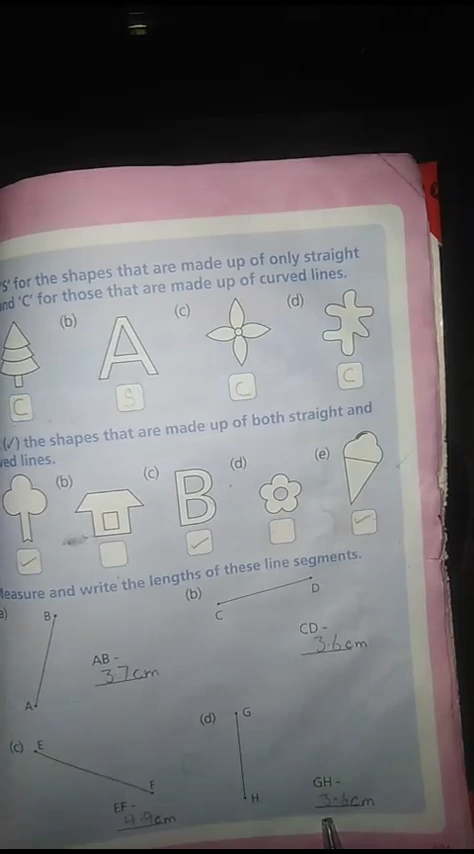 'S' for the shapes that are made up of only straight
and 'C' for those that are made up of curved lines.
(b) (c) (d)
A
C S C C
(✓) the shapes that are made up of both straight and
ved lines.
(b) (c) (d) (e)
B
✓ ✓ ✓
Measure and write the lengths of these line segments.
a) B (b) C D
AB - CD -
3.7cm 3.6cm
A
(c) E F (d) G H
EF - GH -
4.9cm 3.6cm